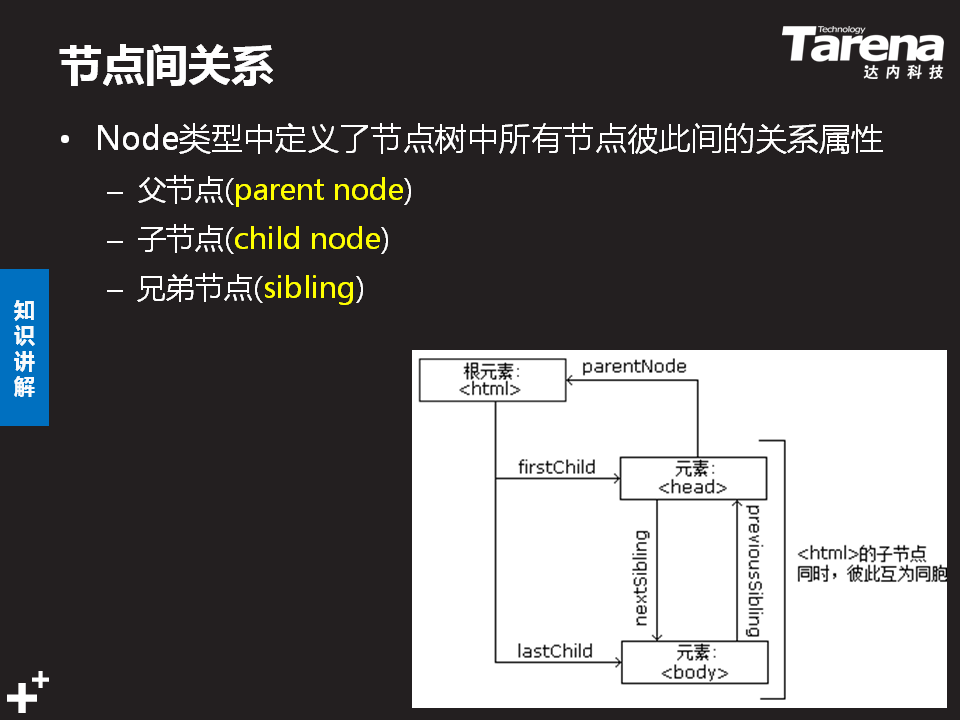 节点间关系
Technology
Tarena
达内科技
• Node类型中定义了节点树中所有节点彼此间的关系属性
– 父节点(parent node)
– 子节点(child node)
– 兄弟节点(sibling)
知识讲解
根元素:
<html>
parentNode
firstChild
元素:
<head>
nextSibling
previousSibling
<html>的子节点
同时，彼此互为同胞
lastChild
元素:
<body>